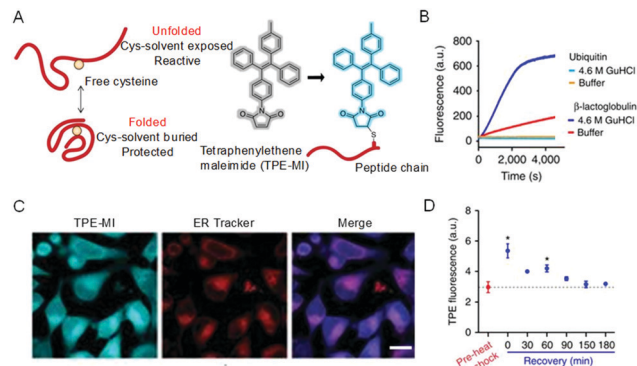 A
Unfolded
Cys-solvent exposed
Reactive
Free cysteine
Folded
Cys-solvent buried
Protected
O
N
O
Tetraphenylethene
maleimide (TPE-MI)
O
N
O
S
Peptide chain
B
Fluorescence (a.u.)
800
600
400
200
0
0
2,000
4,000
Time (s)
Ubiquitin
4.6 M GuHCl
Buffer
β-lactoglobulin
4.6 M GuHCl
Buffer
C
TPE-MI
ER Tracker
Merge
D
TPE fluorescence (a.u.)
8
6
4
2
0
*
*
Pre-heat
shock
0
30
60
90
150
180
Recovery (min)